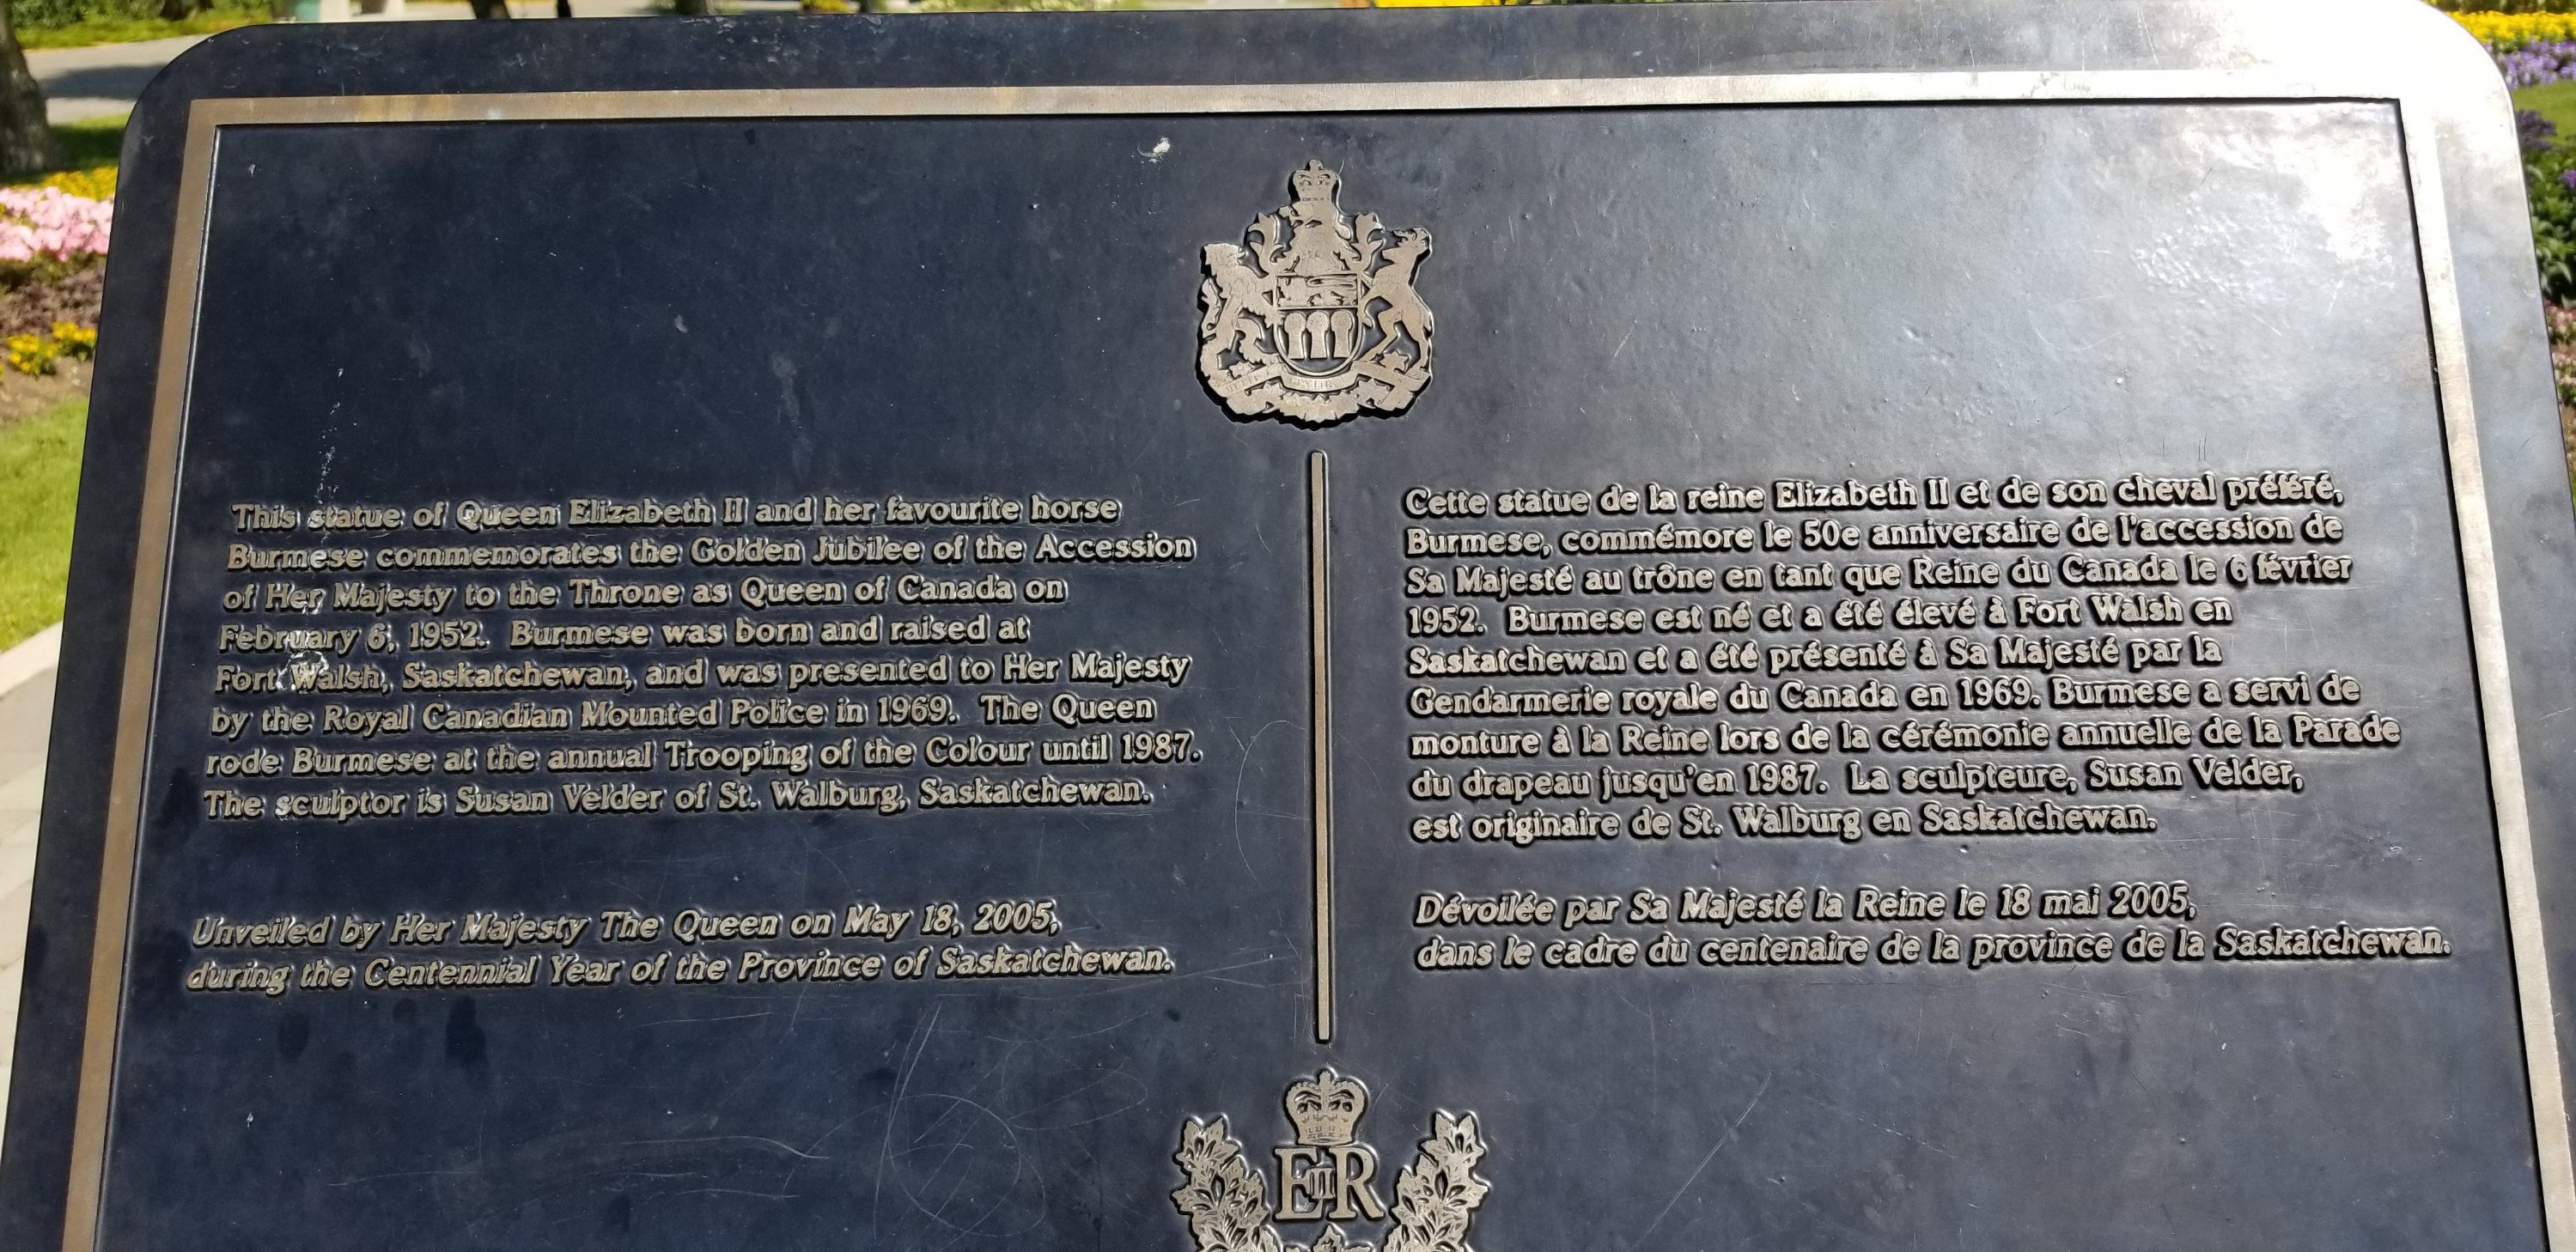 This statue of Queen Elizabeth II and her favourite horse
Burmese commemorates the Golden Jubilee of the Accession
of Her Majesty to the Throne as Queen of Canada on
February 6, 1952. Burmese was born and raised at
Fort Walsh, Saskatchewan, and was presented to Her Majesty
by the Royal Canadian Mounted Police in 1969. The Queen
rode Burmese at the annual Trooping of the Colour until 1987.
The sculptor is Susan Velder of St. Walburg, Saskatchewan.
Unveiled by Her Majesty The Queen on May 18, 2005,
during the Centennial Year of the Province of Saskatchewan.
Cette statue de la reine Elizabeth II et de son cheval préféré,
Burmese, commémore le 50e anniversaire de l'accession de
Sa Majesté au trône en tant que Reine du Canada le 6 février
1952. Burmese est né et a été élevé à Fort Walsh en
Saskatchewan et a été présenté à Sa Majesté par la
Gendarmerie royale du Canada en 1969. Burmese a servi de
monture à la Reine lors de la cérémonie annuelle de la Parade
du drapeau jusqu'en 1987. La sculpteure, Susan Velder,
est originaire de St. Walburg en Saskatchewan.
Dévoilée par Sa Majesté la Reine le 18 mai 2005,
dans le cadre du centenaire de la province de la Saskatchewan.
EIIR